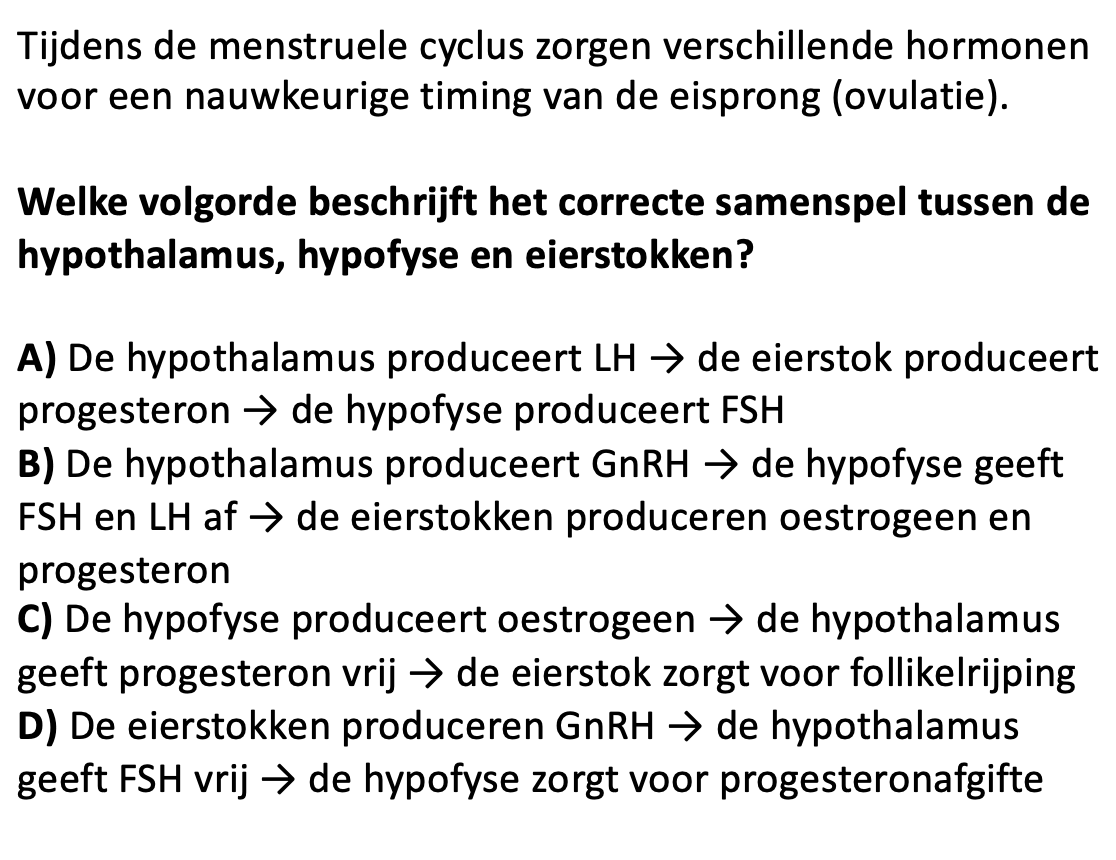 Tijdens de menstruele cyclus zorgen verschillende hormonen
voor een nauwkeurige timing van de eisprong (ovulatie).
Welke volgorde beschrijft het correcte samenspel tussen de
hypothalamus, hypofyse en eierstokken?
A) De hypothalamus produceert LH → de eierstok produceert
progesteron → de hypofyse produceert FSH
B) De hypothalamus produceert GnRH → de hypofyse geeft
FSH en LH af → de eierstokken produceren oestrogeen en
progesteron
C) De hypofyse produceert oestrogeen → de hypothalamus
geeft progesteron vrij → de eierstok zorgt voor follikelrijping
D) De eierstokken produceren GnRH → de hypothalamus
geeft FSH vrij → de hypofyse zorgt voor progesteronafgifte